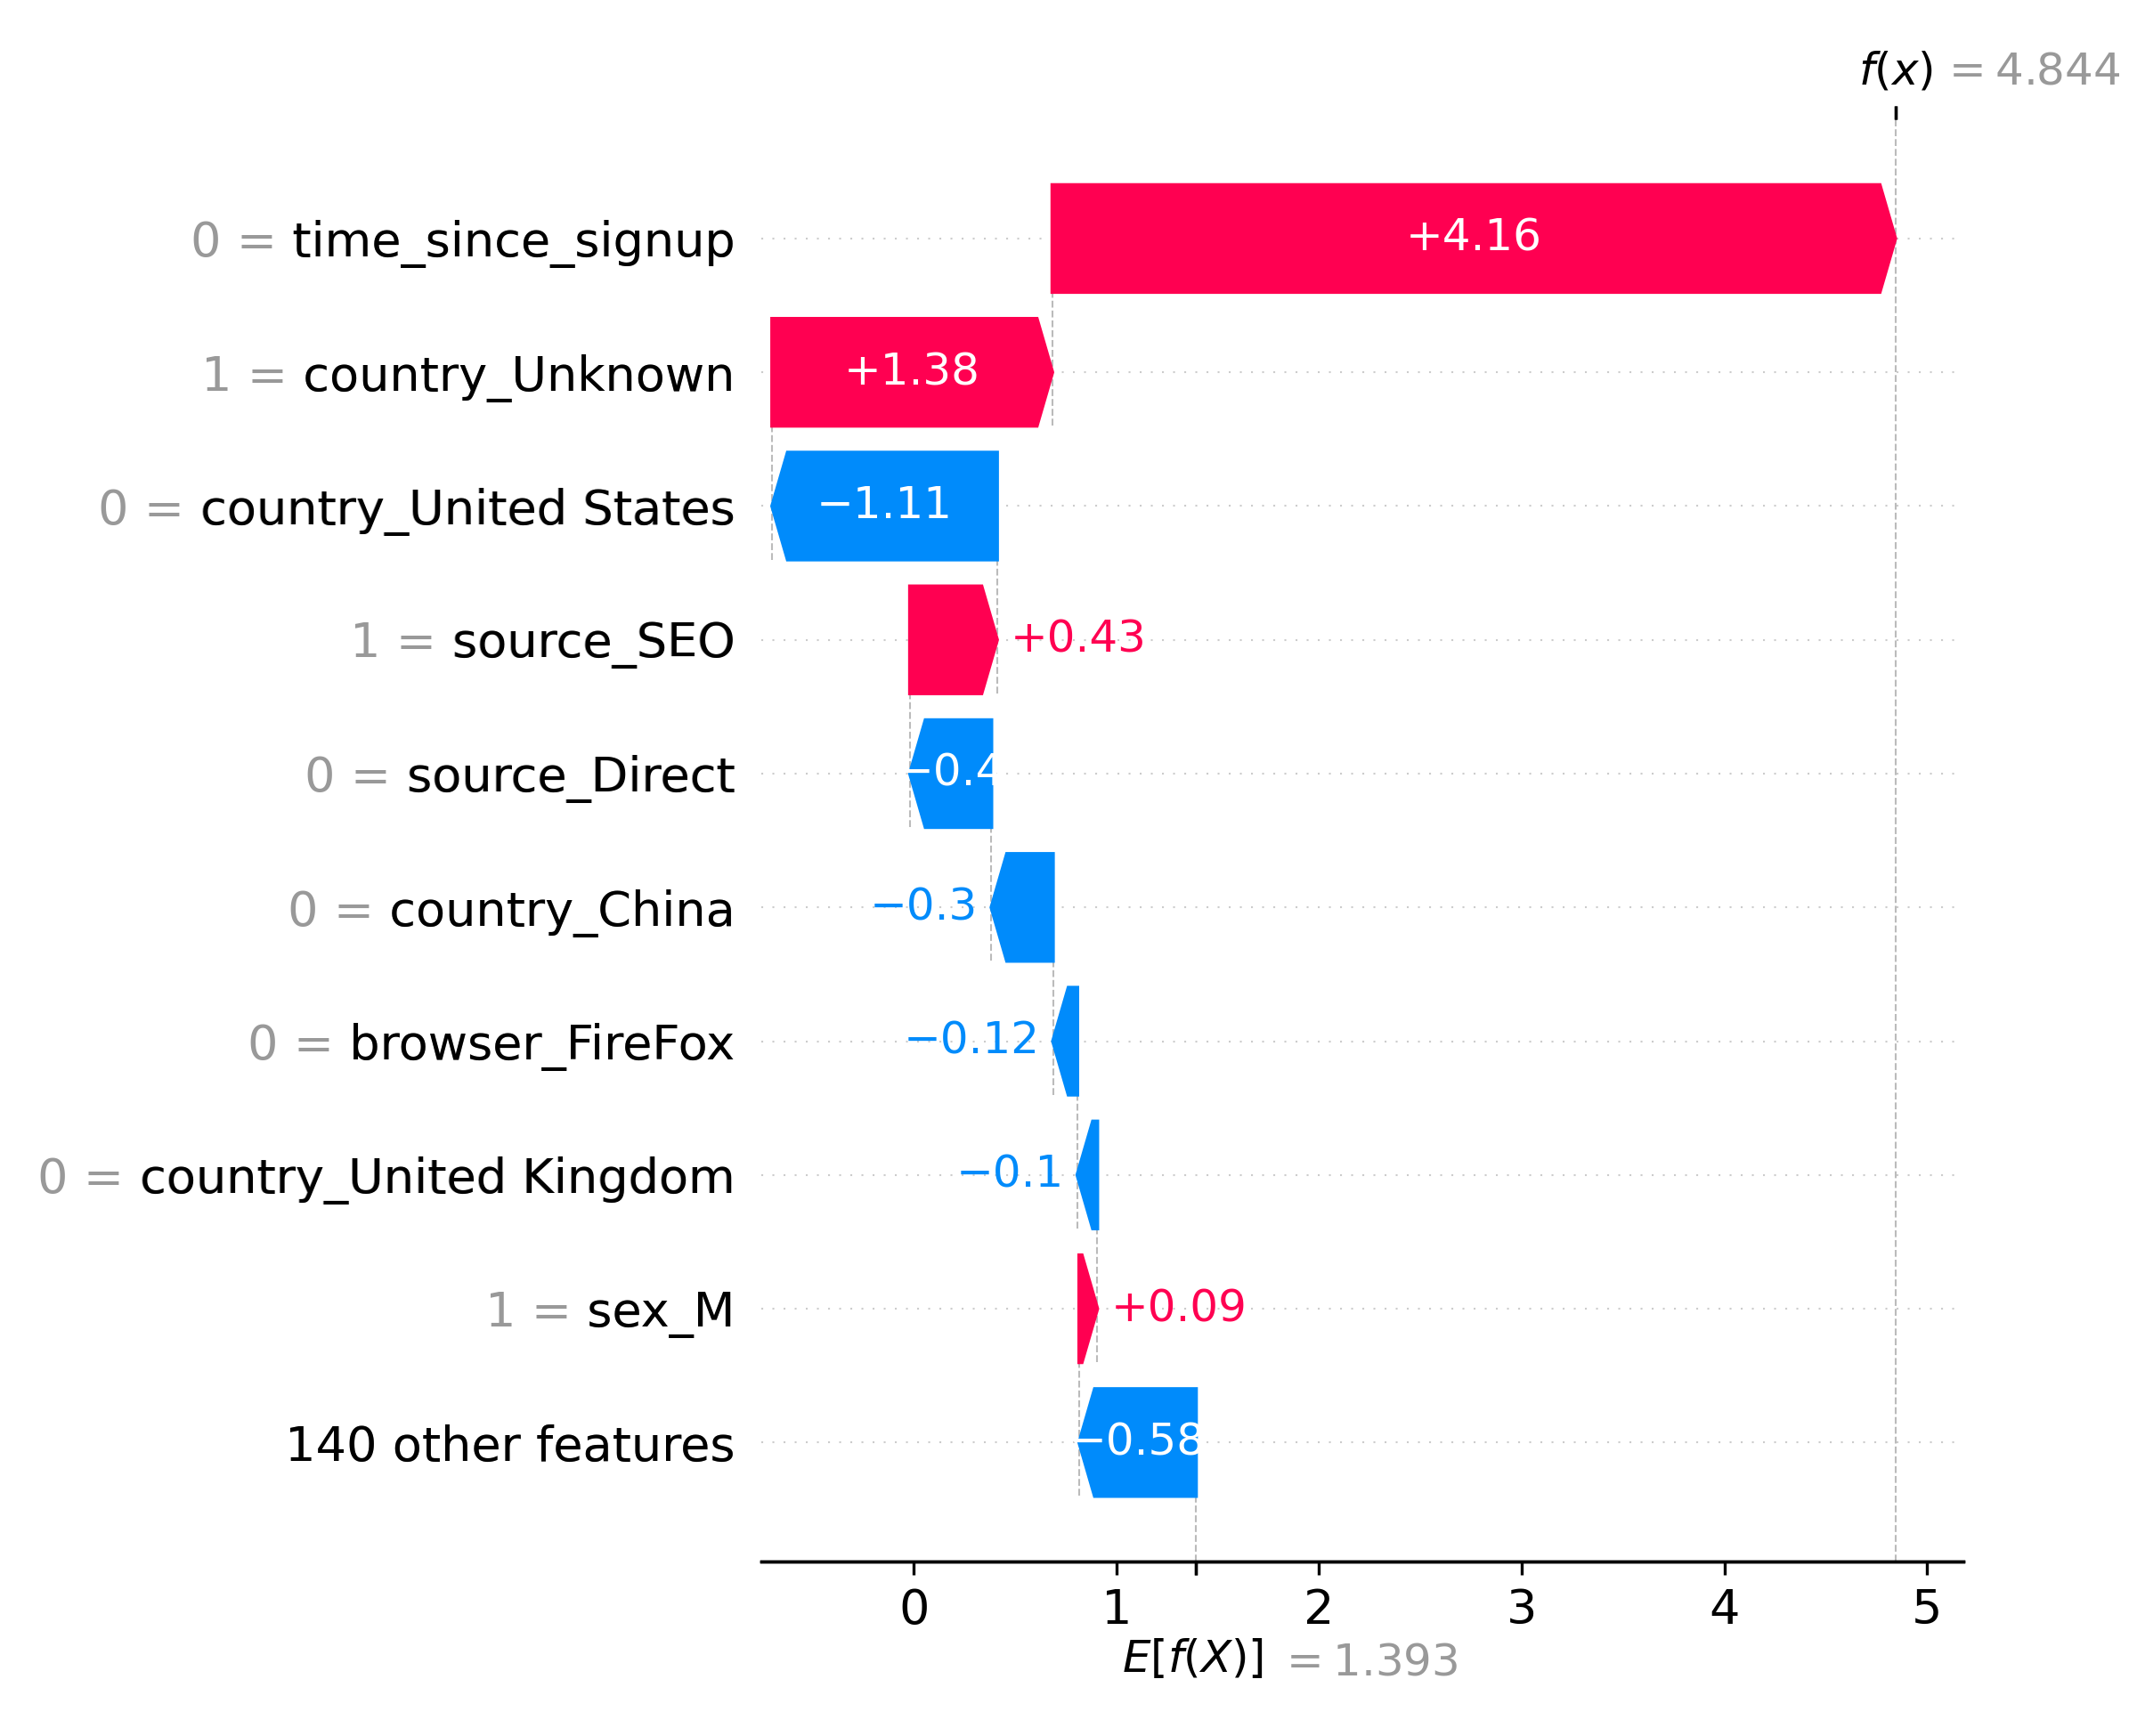 f(x) = 4.844
0 = time_since_signup +4.16
1 = country_Unknown +1.38
0 = country_United States −1.11
1 = source_SEO +0.43
0 = source_Direct −0.4
0 = country_China −0.3
0 = browser_FireFox −0.12
0 = country_United Kingdom −0.1
1 = sex_M +0.09
140 other features −0.58
0 1 2 3 4 5
E[f(X)] = 1.393